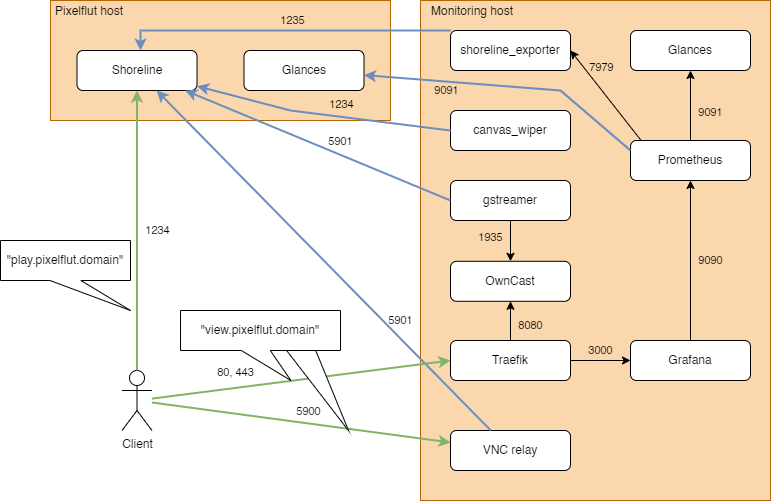 Pixelflut host
Monitoring host
1235
Shoreline
Glances
shoreline_exporter
Glances
7979
9091
1234
9091
canvas_wiper
5901
Prometheus
gstreamer
1234
1935
"play.pixelflut.domain"
9090
OwnCast
"view.pixelflut.domain"
5901
8080
80, 443
Traefik
3000
Grafana
5900
Client
VNC relay